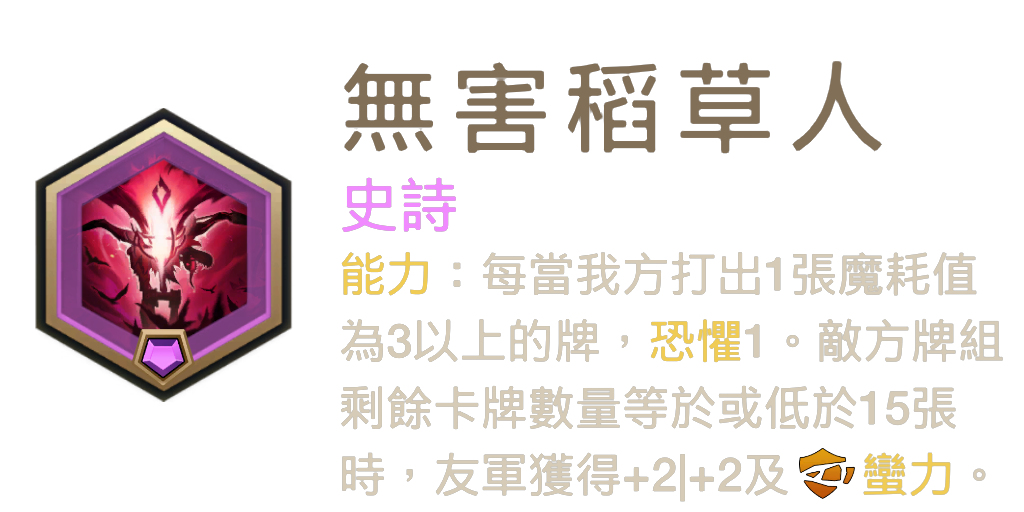 無害稻草人
史詩
能力：每當我方打出1張魔耗值
為3以上的牌，恐懼1。敵方牌組
剩餘卡牌數量等於或低於15張
時，友軍獲得+2|+2及 蠻力。